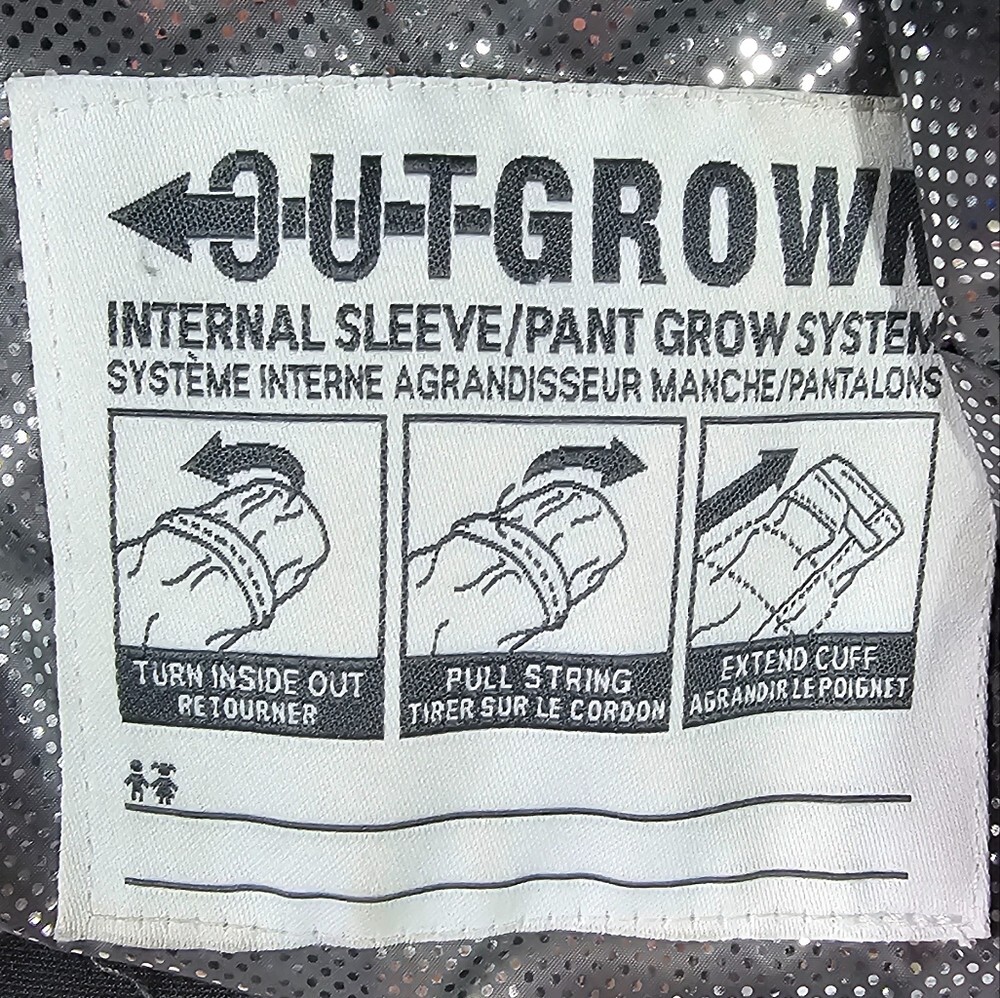 OUTGROWN
INTERNAL SLEEVE/PANT GROW SYSTEM
SYSTÈME INTERNE AGRANDISSEUR MANCHE/PANTALONS
TURN INSIDE OUT
RETOURNER
PULL STRING
TIRER SUR LE CORDON
EXTEND CUFF
AGRANDIR LE POIGNET